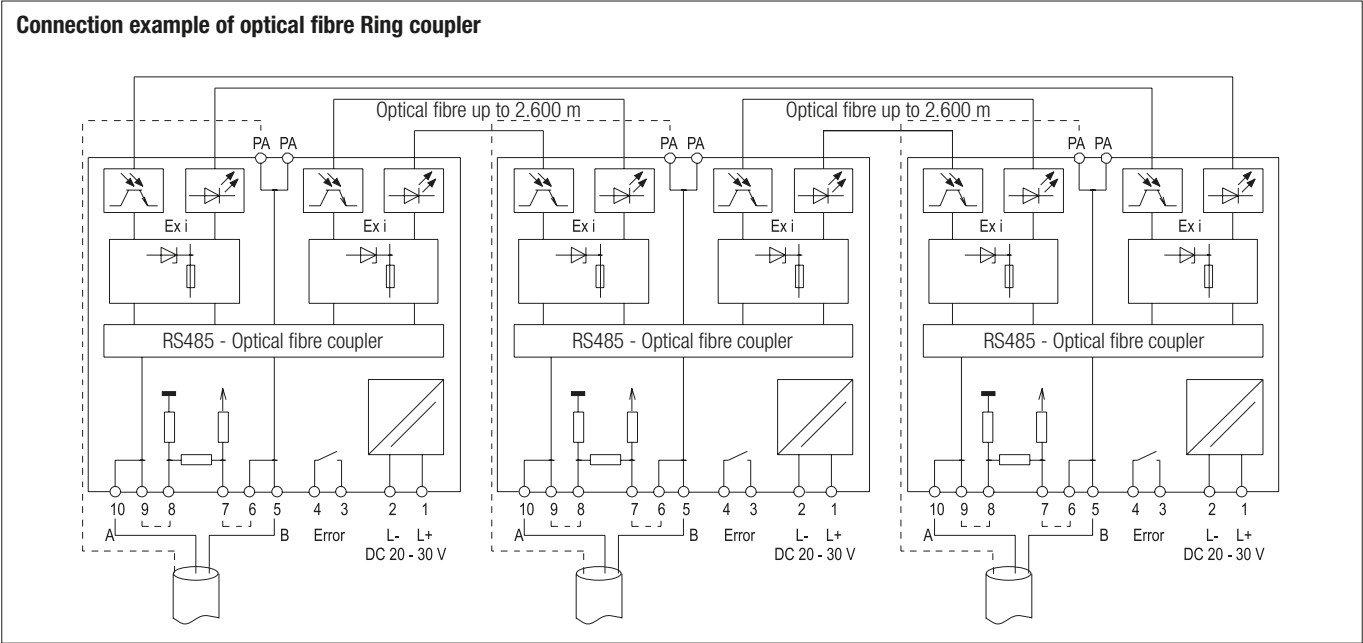 Connection example of optical fibre Ring coupler
Optical fibre up to 2.600 m Optical fibre up to 2.600 m
PA PA PA PA PA PA
Ex i Ex i Ex i Ex i Ex i Ex i
RS485 - Optical fibre coupler RS485 - Optical fibre coupler RS485 - Optical fibre coupler
10 9 8 7 6 5 4 3 2 1 10 9 8 7 6 5 4 3 2 1 10 9 8 7 6 5 4 3 2 1
A B Error L- L+ A B Error L- L+ A B Error L- L+
DC 20 - 30 V DC 20 - 30 V DC 20 - 30 V